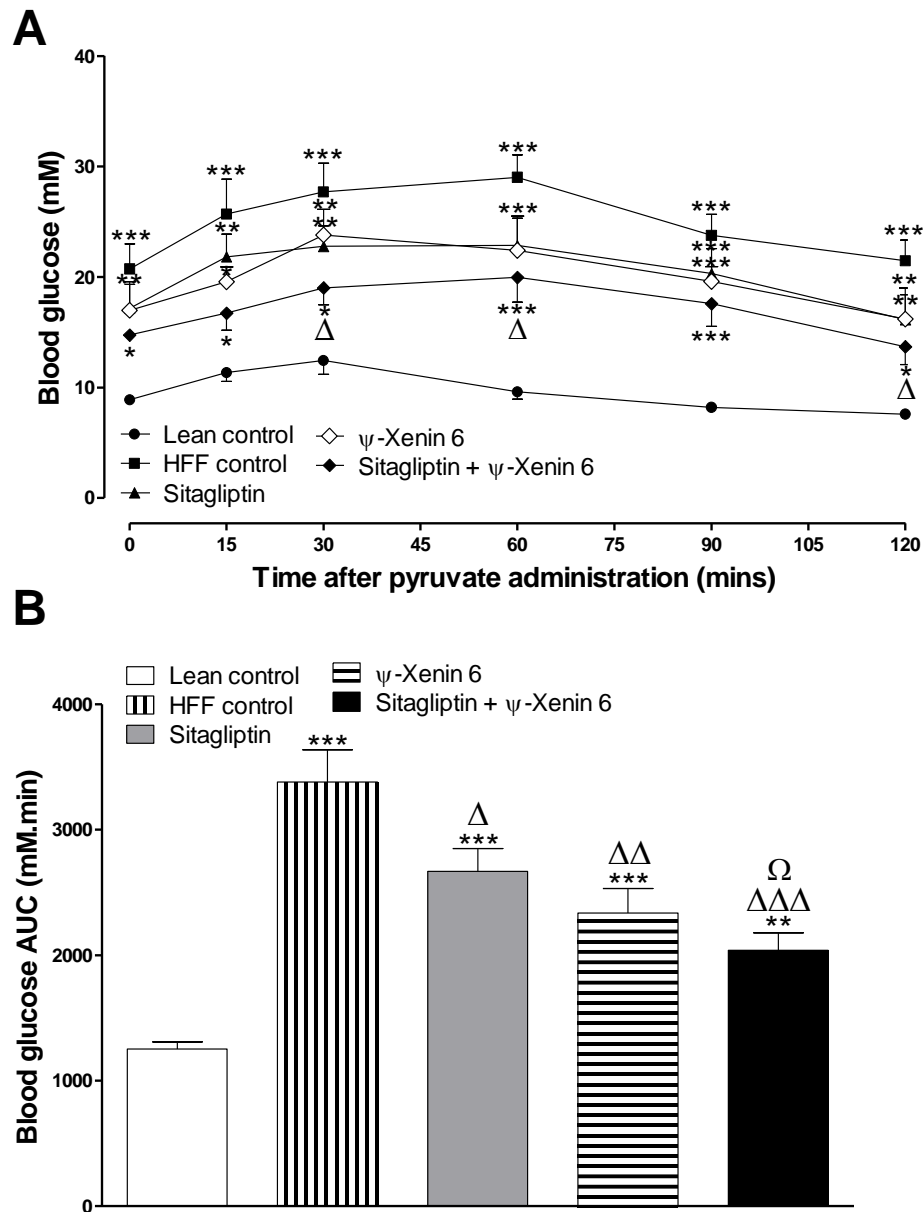 A
Blood glucose (mM)
40
30
20
10
0
*** *** *** *** *** ***
** ** ** ** *** *** *** ** **
* * * Δ *** Δ *** * Δ
*
Lean control
HFF control
Sitagliptin
ψ-Xenin 6
Sitagliptin + ψ-Xenin 6
0 15 30 45 60 75 90 105 120
Time after pyruvate administration (mins)
B
Blood glucose AUC (mM.min)
4000
3000
2000
1000
0
Lean control
HFF control
Sitagliptin
ψ-Xenin 6
Sitagliptin + ψ-Xenin 6
***
Δ
***
ΔΔ
***
Ω
ΔΔΔ
**